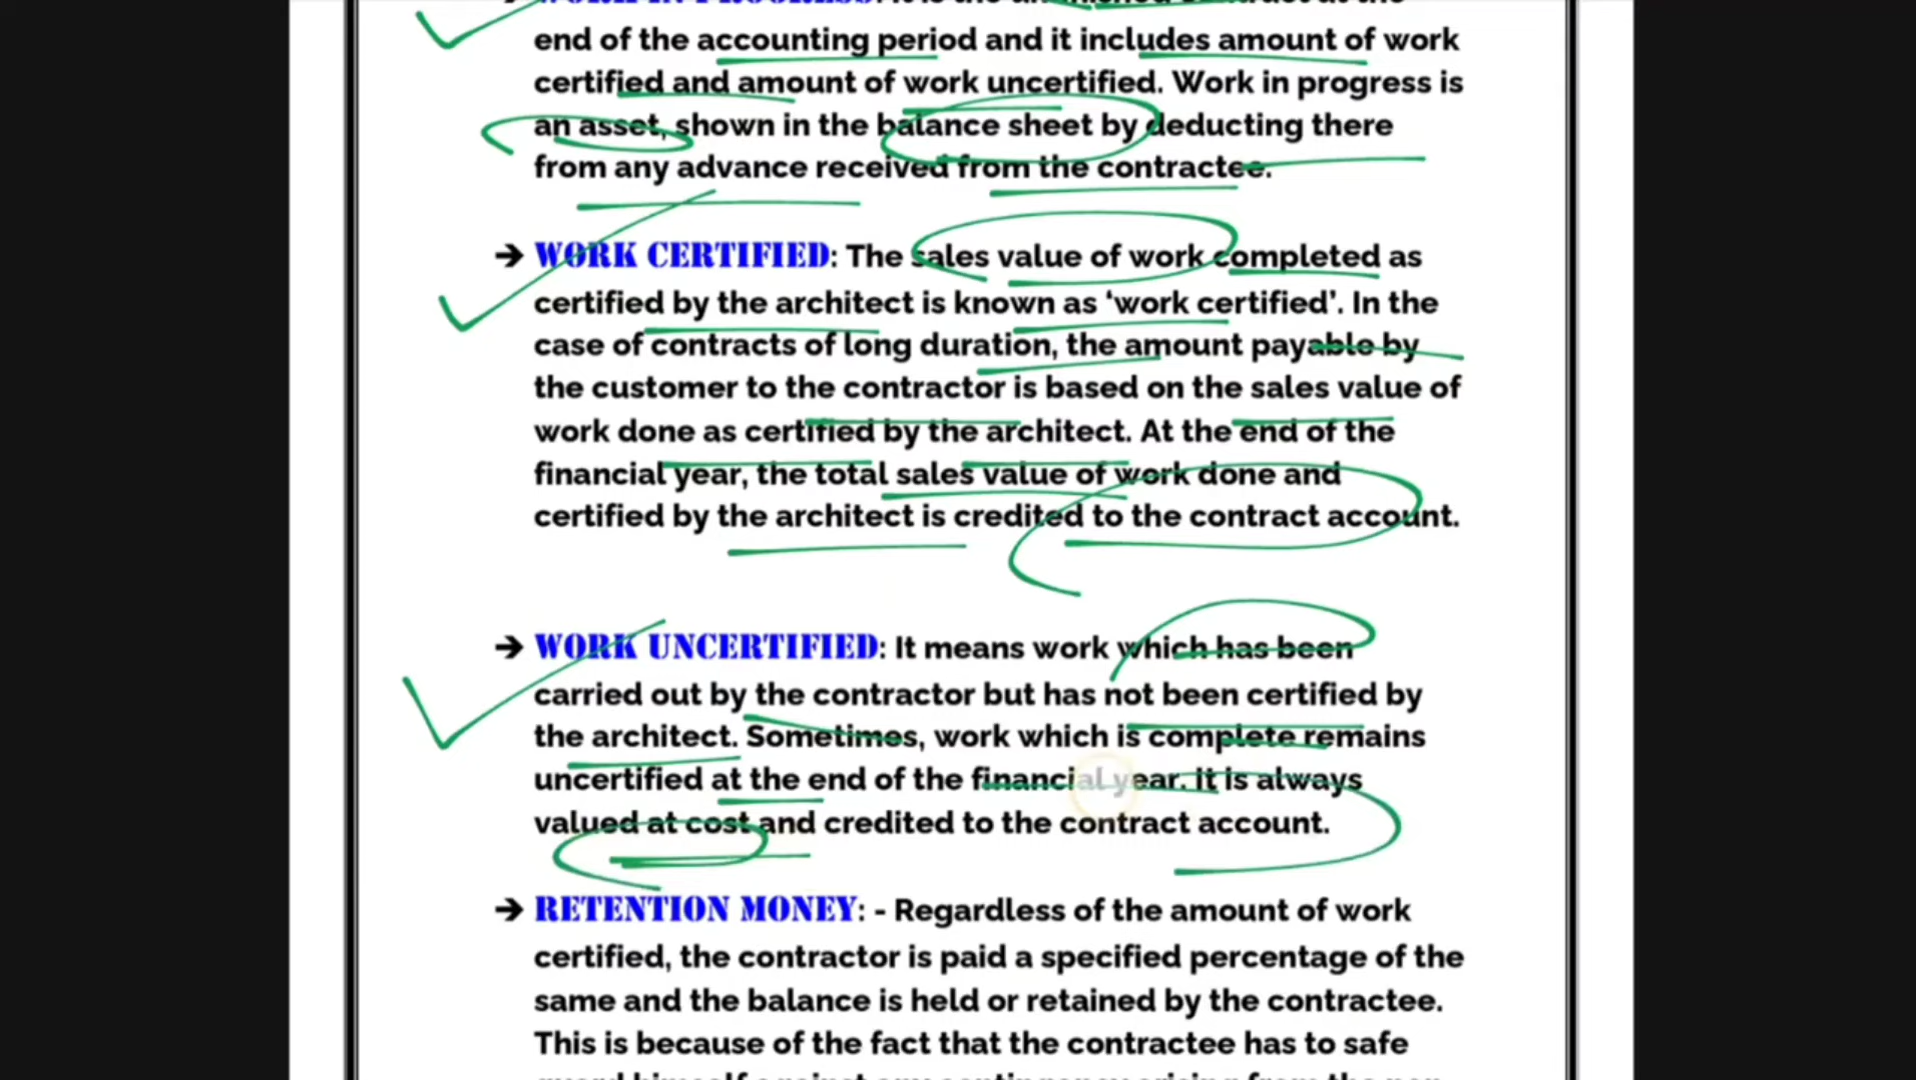 ➔ WORK IN PROGRESS: It is the unfinished contract at the
end of the accounting period and it includes amount of work
certified and amount of work uncertified. Work in progress is
an asset, shown in the balance sheet by deducting there
from any advance received from the contractee.
➔ WORK CERTIFIED: The sales value of work completed as
certified by the architect is known as ‘work certified’. In the
case of contracts of long duration, the amount payable by
the customer to the contractor is based on the sales value of
work done as certified by the architect. At the end of the
financial year, the total sales value of work done and
certified by the architect is credited to the contract account.
➔ WORK UNCERTIFIED: It means work which has been
carried out by the contractor but has not been certified by
the architect. Sometimes, work which is complete remains
uncertified at the end of the financial year. It is always
valued at cost and credited to the contract account.
➔ RETENTION MONEY: - Regardless of the amount of work
certified, the contractor is paid a specified percentage of the
same and the balance is held or retained by the contractee.
This is because of the fact that the contractee has to safe